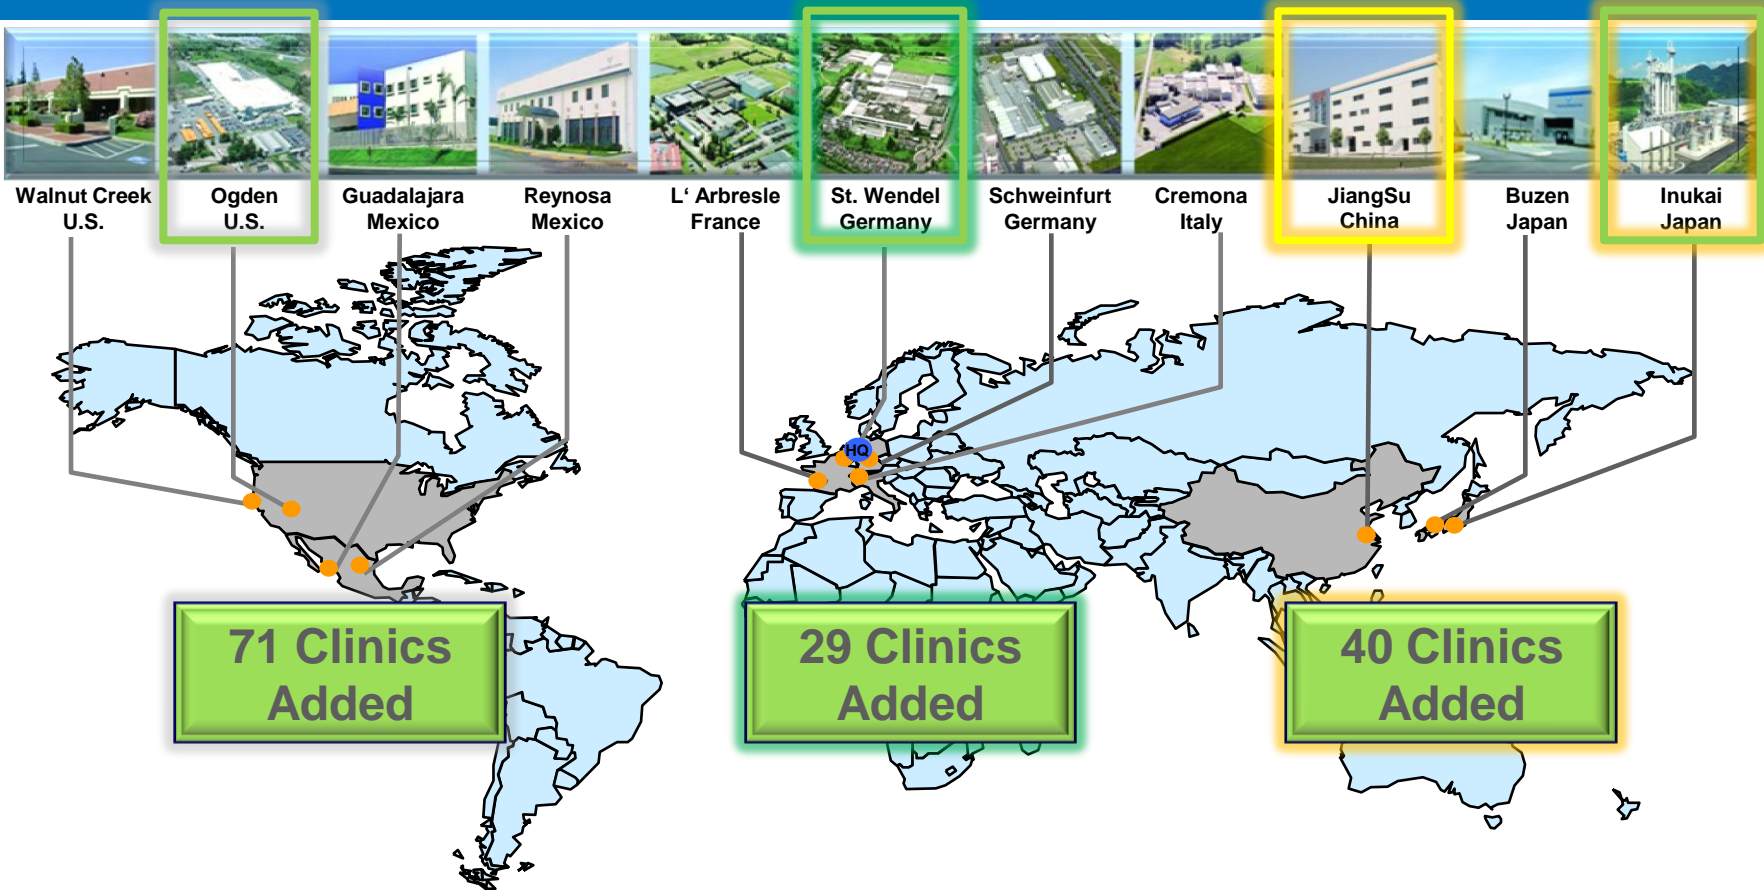 Walnut Creek
U.S.
Ogden
U.S.
Guadalajara
Mexico
Reynosa
Mexico
L‘ Arbresle
France
St. Wendel
Germany
Schweinfurt
Germany
Cremona
Italy
JiangSu
China
Buzen
Japan
Inukai
Japan
HQ
71 Clinics
Added
29 Clinics
Added
40 Clinics
Added